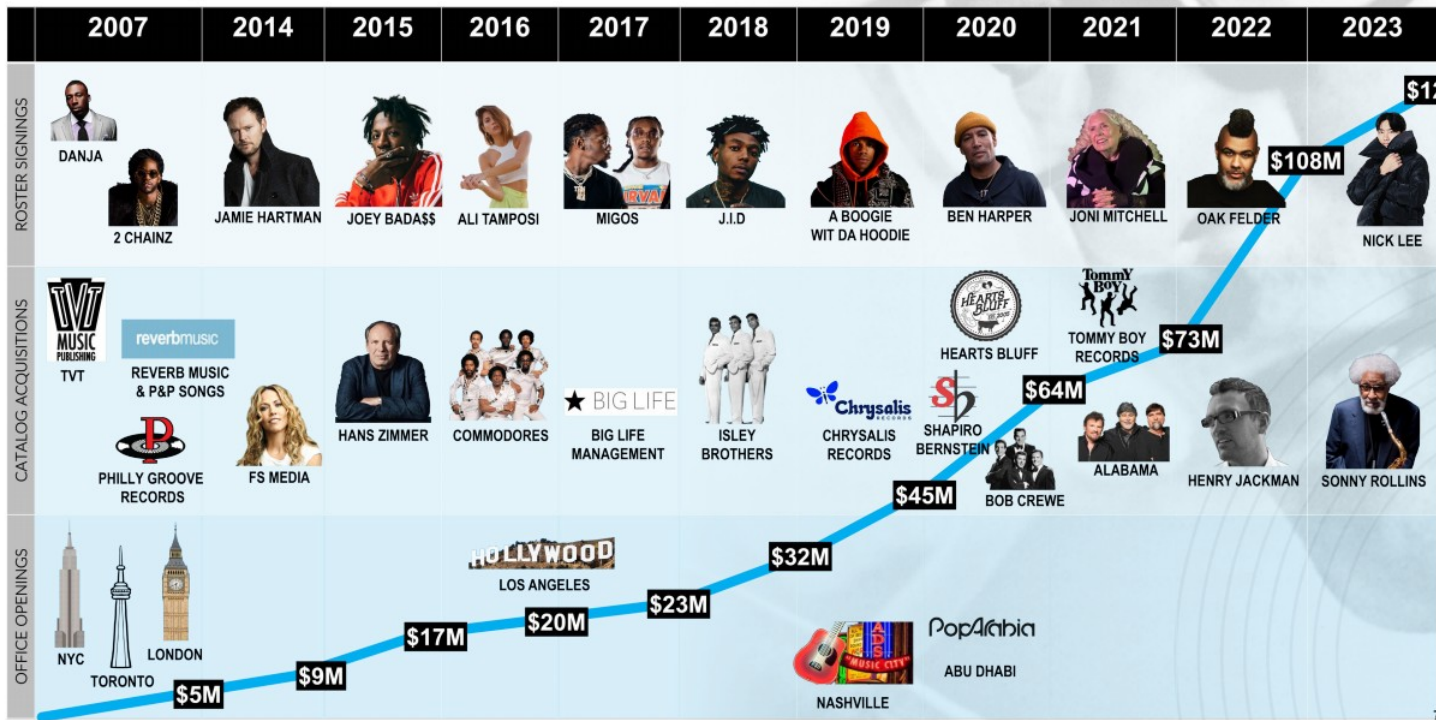 2007 2014 2015 2016 2017 2018 2019 2020 2021 2022 2023
ROSTER SIGNINGS
DANJA
2 CHAINZ
JAMIE HARTMAN
JOEY BADA$$
ALI TAMPOSI
MIGOS
J.I.D
A BOOGIE
WIT DA HOODIE
BEN HARPER
JONI MITCHELL
OAK FELDER
NICK LEE
CATALOG ACQUISITIONS
TVT
MUSIC
PUBLISHING
TVT
reverbmusic
REVERB MUSIC
& P&P SONGS
P
PHILLY GROOVE
RECORDS
FS MEDIA
HANS ZIMMER
COMMODORES
★ BIG LIFE
BIG LIFE
MANAGEMENT
ISLEY
BROTHERS
Chrysalis
RECORDS
CHRYSALIS
RECORDS
HEARTS
BLUFF
HEARTS BLUFF
Sb
SHAPIRO
BERNSTEIN
BOB CREWE
TOMMY
BOY
TOMMY BOY
RECORDS
ALABAMA
HENRY JACKMAN
SONNY ROLLINS
OFFICE OPENINGS
NYC
TORONTO
LONDON
HOLLYWOOD
LOS ANGELES
"MUSIC CITY"
NASHVILLE
PopArabia
ABU DHABI
$5M
$9M
$17M
$20M
$23M
$32M
$45M
$64M
$73M
$108M
$12